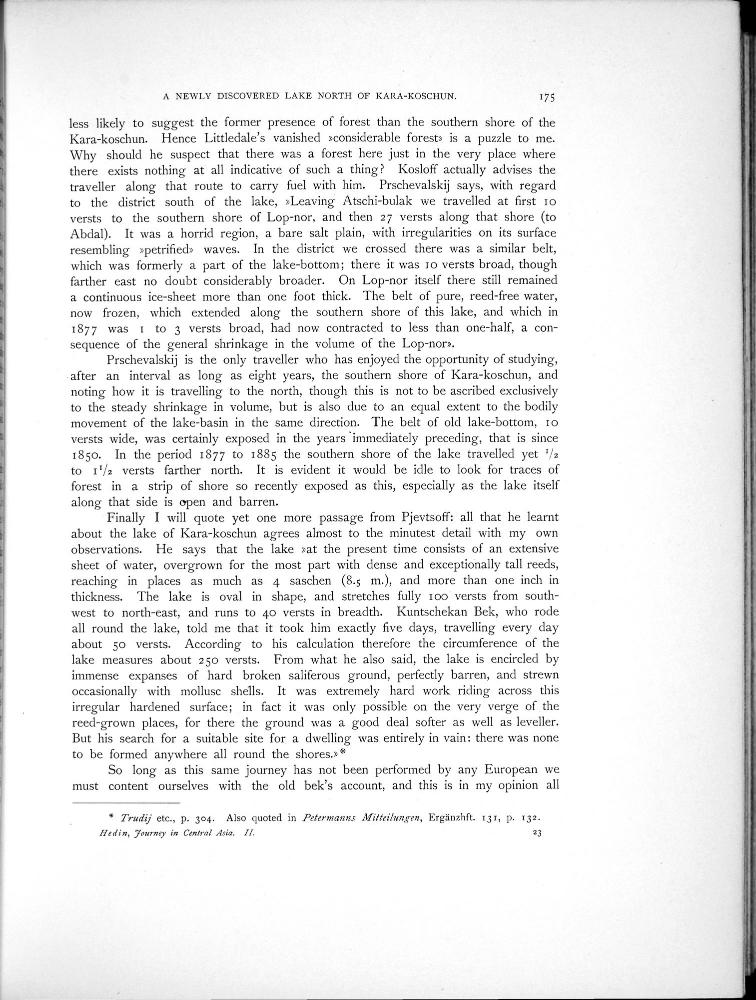 A NEWLY DISCOVERED LAKE NORTH OF KARA-KOSCHUN. 175
less likely to suggest the former presence of forest than the southern shore of the
Kara-koschun. Hence Littledale's vanished »considerable forest» is a puzzle to me.
Why should he suspect that there was a forest here just in the very place where
there exists nothing at all indicative of such a thing? Kosloff actually advises the
traveller along that route to carry fuel with him. Prschevalskij says, with regard
to the district south of the lake, »Leaving Atschi-bulak we travelled at first 10
versts to the southern shore of Lop-nor, and then 27 versts along that shore (to
Abdal). It was a horrid region, a bare salt plain, with irregularities on its surface
resembling »petrified» waves. In the district we crossed there was a similar belt,
which was formerly a part of the lake-bottom; there it was 10 versts broad, though
farther east no doubt considerably broader. On Lop-nor itself there still remained
a continuous ice-sheet more than one foot thick. The belt of pure, reed-free water,
now frozen, which extended along the southern shore of this lake, and which in
1877 was 1 to 3 versts broad, had now contracted to less than one-half, a con-
sequence of the general shrinkage in the volume of the Lop-nor».
Prschevalskij is the only traveller who has enjoyed the opportunity of studying,
after an interval as long as eight years, the southern shore of Kara-koschun, and
noting how it is travelling to the north, though this is not to be ascribed exclusively
to the steady shrinkage in volume, but is also due to an equal extent to the bodily
movement of the lake-basin in the same direction. The belt of old lake-bottom, 10
versts wide, was certainly exposed in the years immediately preceding, that is since
1850. In the period 1877 to 1885 the southern shore of the lake travelled yet 1/2
to 1 1/2 versts farther north. It is evident it would be idle to look for traces of
forest in a strip of shore so recently exposed as this, especially as the lake itself
along that side is open and barren.
Finally I will quote yet one more passage from Pjevtsoff: all that he learnt
about the lake of Kara-koschun agrees almost to the minutest detail with my own
observations. He says that the lake »at the present time consists of an extensive
sheet of water, overgrown for the most part with dense and exceptionally tall reeds,
reaching in places as much as 4 saschen (8.5 m.), and more than one inch in
thickness. The lake is oval in shape, and stretches fully 100 versts from south-
west to north-east, and runs to 40 versts in breadth. Kuntschekan Bek, who rode
all round the lake, told me that it took him exactly five days, travelling every day
about 50 versts. According to his calculation therefore the circumference of the
lake measures about 250 versts. From what he also said, the lake is encircled by
immense expanses of hard broken saliferous ground, perfectly barren, and strewn
occasionally with mollusc shells. It was extremely hard work riding across this
irregular hardened surface; in fact it was only possible on the very verge of the
reed-grown places, for there the ground was a good deal softer as well as leveller.
But his search for a suitable site for a dwelling was entirely in vain: there was none
to be formed anywhere all round the shores.»*
So long as this same journey has not been performed by any European we
must content ourselves with the old bek's account, and this is in my opinion all
* Trudij etc., p. 304. Also quoted in Petermanns Mitteilungen, Ergänzhft. 131, p. 132.
Hedin, Journey in Central Asia. II. 23